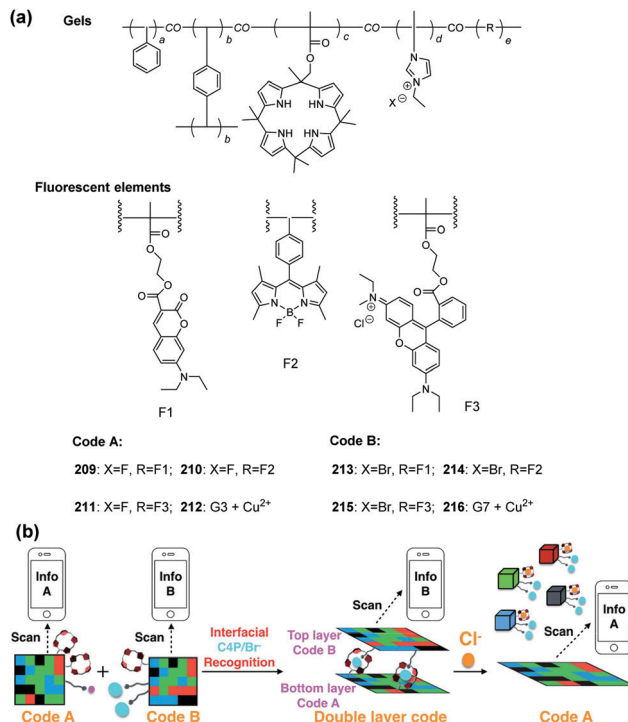 (a)
Gels
a CO b CO c CO d CO R e
O
O
NH HN
NH HN
N
N
⊕
X ⊖
b
Fluorescent elements
O
O
O
O
O
O
N
F1
N N
B
F F
F2
O
O
O
O
N
⊕
Cl⊖
O
N
F3
Code A:
209: X=F, R=F1; 210: X=F, R=F2
211: X=F, R=F3; 212: G3 + Cu2+
Code B:
213: X=Br, R=F1; 214: X=Br, R=F2
215: X=Br, R=F3; 216: G7 + Cu2+
(b)
Info
A
Scan
Code A
+
Info
B
Scan
Code B
Interfacial
C4P/Br-
Recognition
Info
B
Scan
Top layer
Code B
Bottom layer
Code A
Double layer code
Cl-
Info
A
Scan
Code A